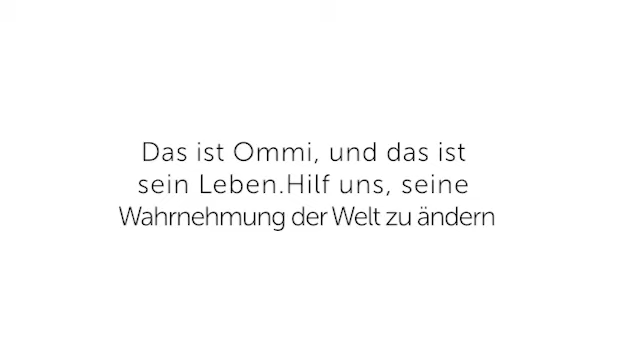 Das ist Ommi, und das ist
sein Leben.Hilf uns, seine
Wahrnehmung der Welt zu ändern